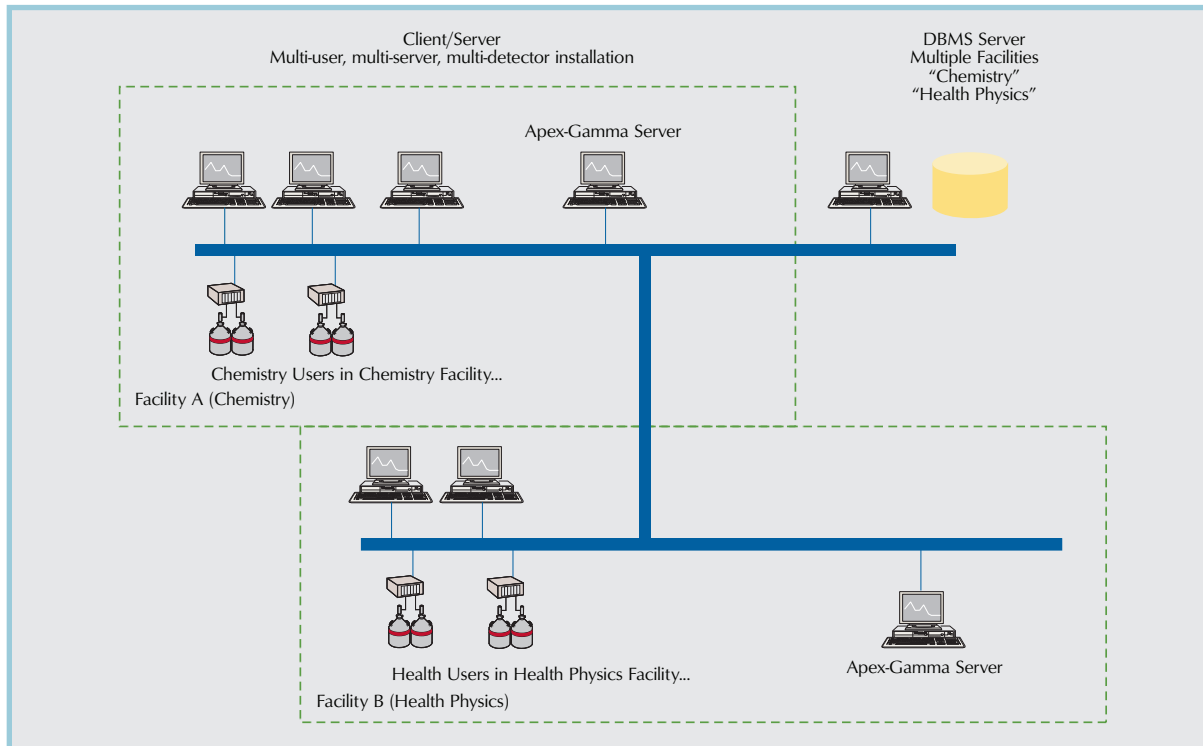 Client/Server
Multi-user, multi-server, multi-detector installation
DBMS Server
Multiple Facilities
“Chemistry”
“Health Physics”
Apex-Gamma Server
Chemistry Users in Chemistry Facility...
Facility A (Chemistry)
Health Users in Health Physics Facility...
Apex-Gamma Server
Facility B (Health Physics)